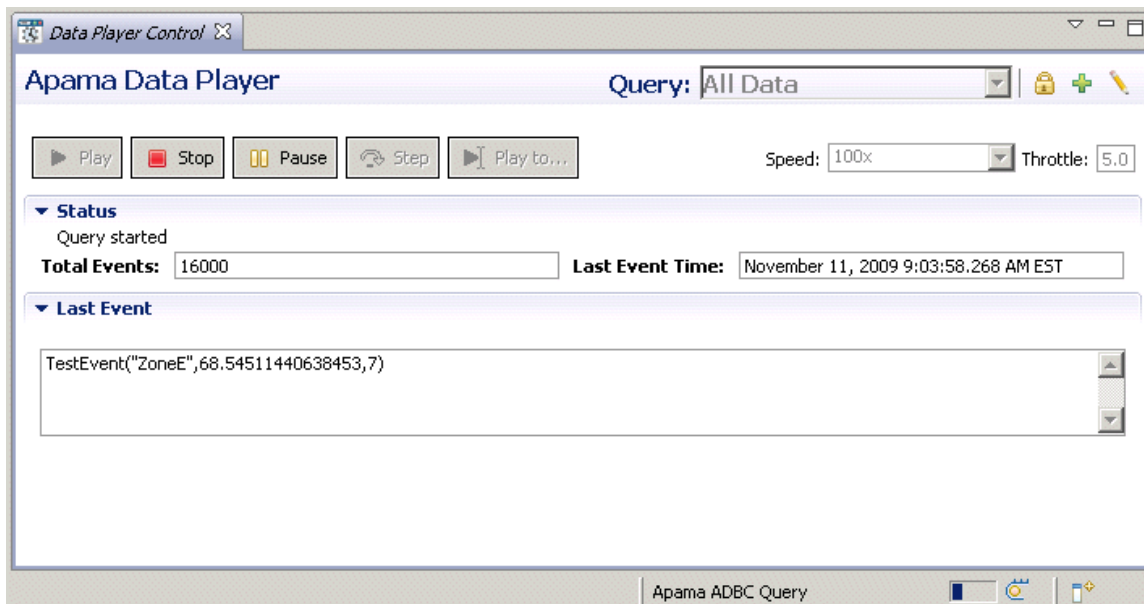 Data Player Control
Apama Data Player
Query: All Data
Play Stop Pause Step Play to... Speed: 100x Throttle: 5.0
Status
Query started
Total Events: 16000 Last Event Time: November 11, 2009 9:03:58.268 AM EST
Last Event
TestEvent("ZoneE",68.54511440638453,7)
Apama ADBC Query